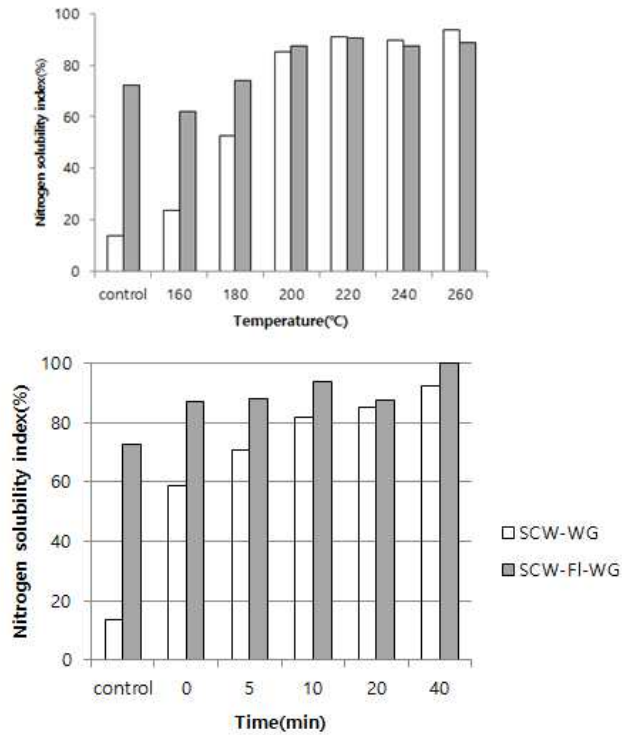 Nitrogen solubility index(%)
100
80
60
40
20
0
control 160 180 200 220 240 260
Temperature(℃)
Nitrogen solubility index(%)
100
80
60
40
20
0
control 0 5 10 20 40
Time(min)
SCW-WG
SCW-Fl-WG